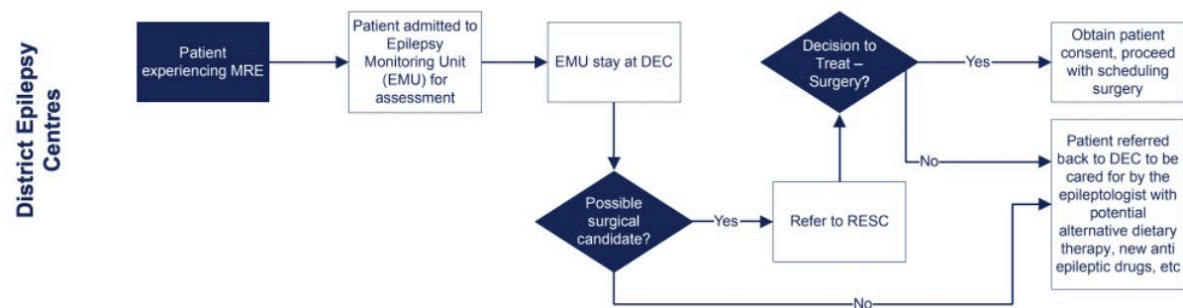 District Epilepsy
Centres
Patient
experiencing MRE
Patient admitted to
Epilepsy
Monitoring Unit
(EMU) for
assessment
EMU stay at DEC
Possible
surgical
candidate?
Yes
Refer to RESC
Decision to
Treat –
Surgery?
Yes
Obtain patient
consent, proceed
with scheduling
surgery
No
Patient referred
back to DEC to be
cared for by the
epileptologist with
potential
alternative dietary
therapy, new anti
epileptic drugs, etc
No